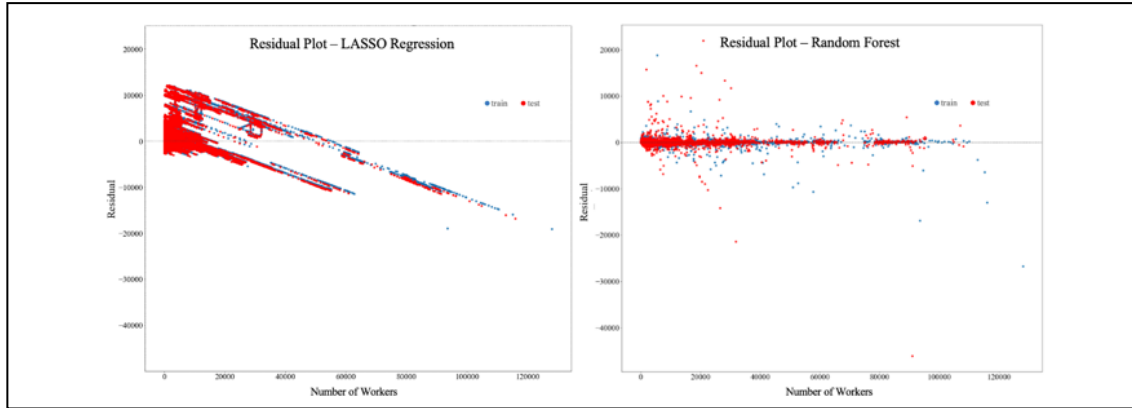 Residual Plot – LASSO Regression
20000
10000
0
−10000
−20000
−30000
−40000
Residual
train
test
0
20000
40000
60000
80000
100000
120000
Number of Workers
Residual Plot – Random Forest
20000
10000
0
−10000
−20000
−30000
−40000
Residual
train
test
0
20000
40000
60000
80000
100000
120000
Number of Workers